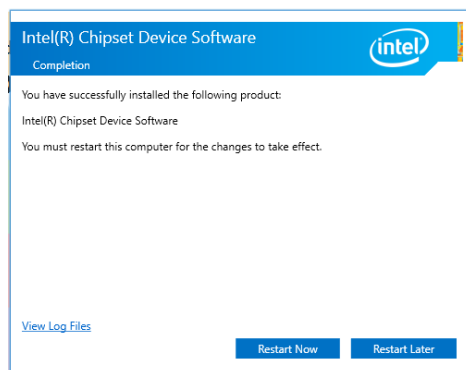 Intel(R) Chipset Device Software
(intel)
Completion
You have successfully installed the following product:
Intel(R) Chipset Device Software
You must restart this computer for the changes to take effect.
View Log Files
Restart Now
Restart Later